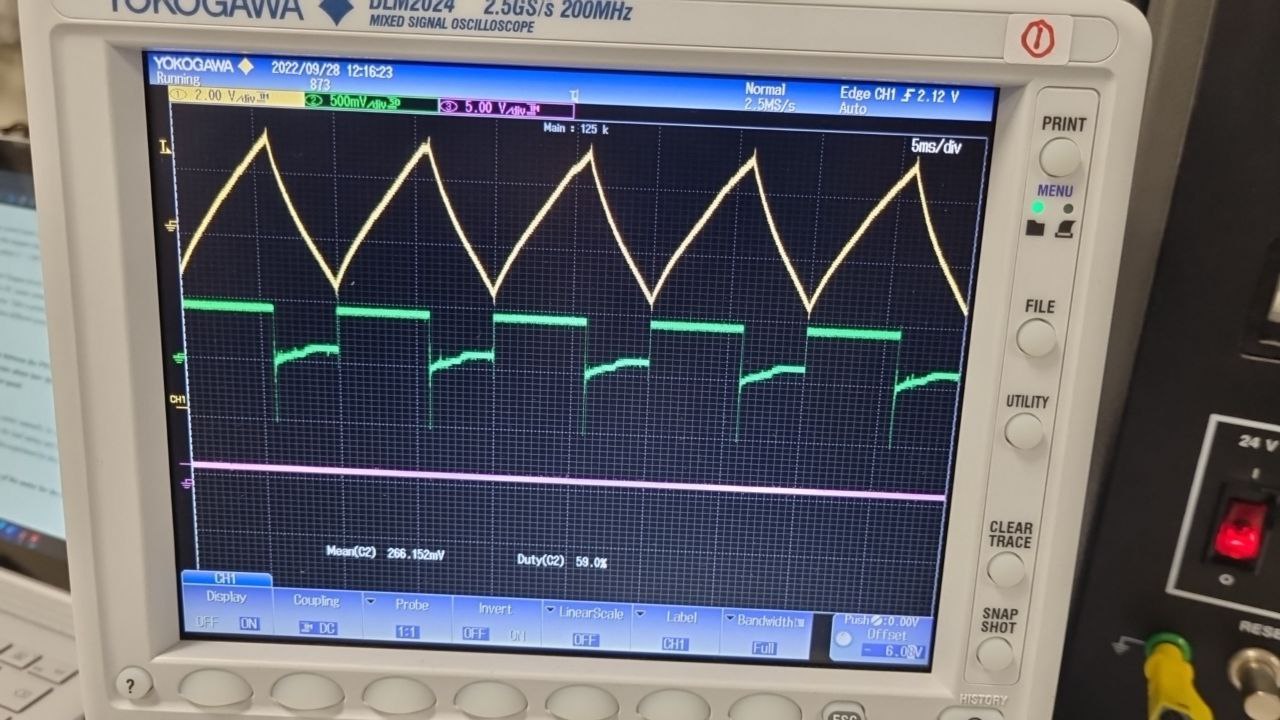 YOKOGAWA DLM2024 2.5GS/s 200MHz
MIXED SIGNAL OSCILLOSCOPE
YOKOGAWA 2022/09/28 12:16:23
Running 873
Normal
2.5MS/s
Edge CH1 2.12 V
Auto
1 2.00 V/div 2 500mV/div 3 5.00 V/div
Main : 125 k
5ms/div
CH1
Mean(C2) 266.152mV Duty(C2) 59.0%
CH1
Display Coupling Probe Invert LinearScale Label Bandwidth
OFF ON DC 1:1 OFF ON OFF CH1 Full
Push :0.00V
Offset
PRINT
MENU
FILE
UTILITY
CLEAR
TRACE
SNAP
SHOT
HISTORY
?
ESC
24 V
I
O